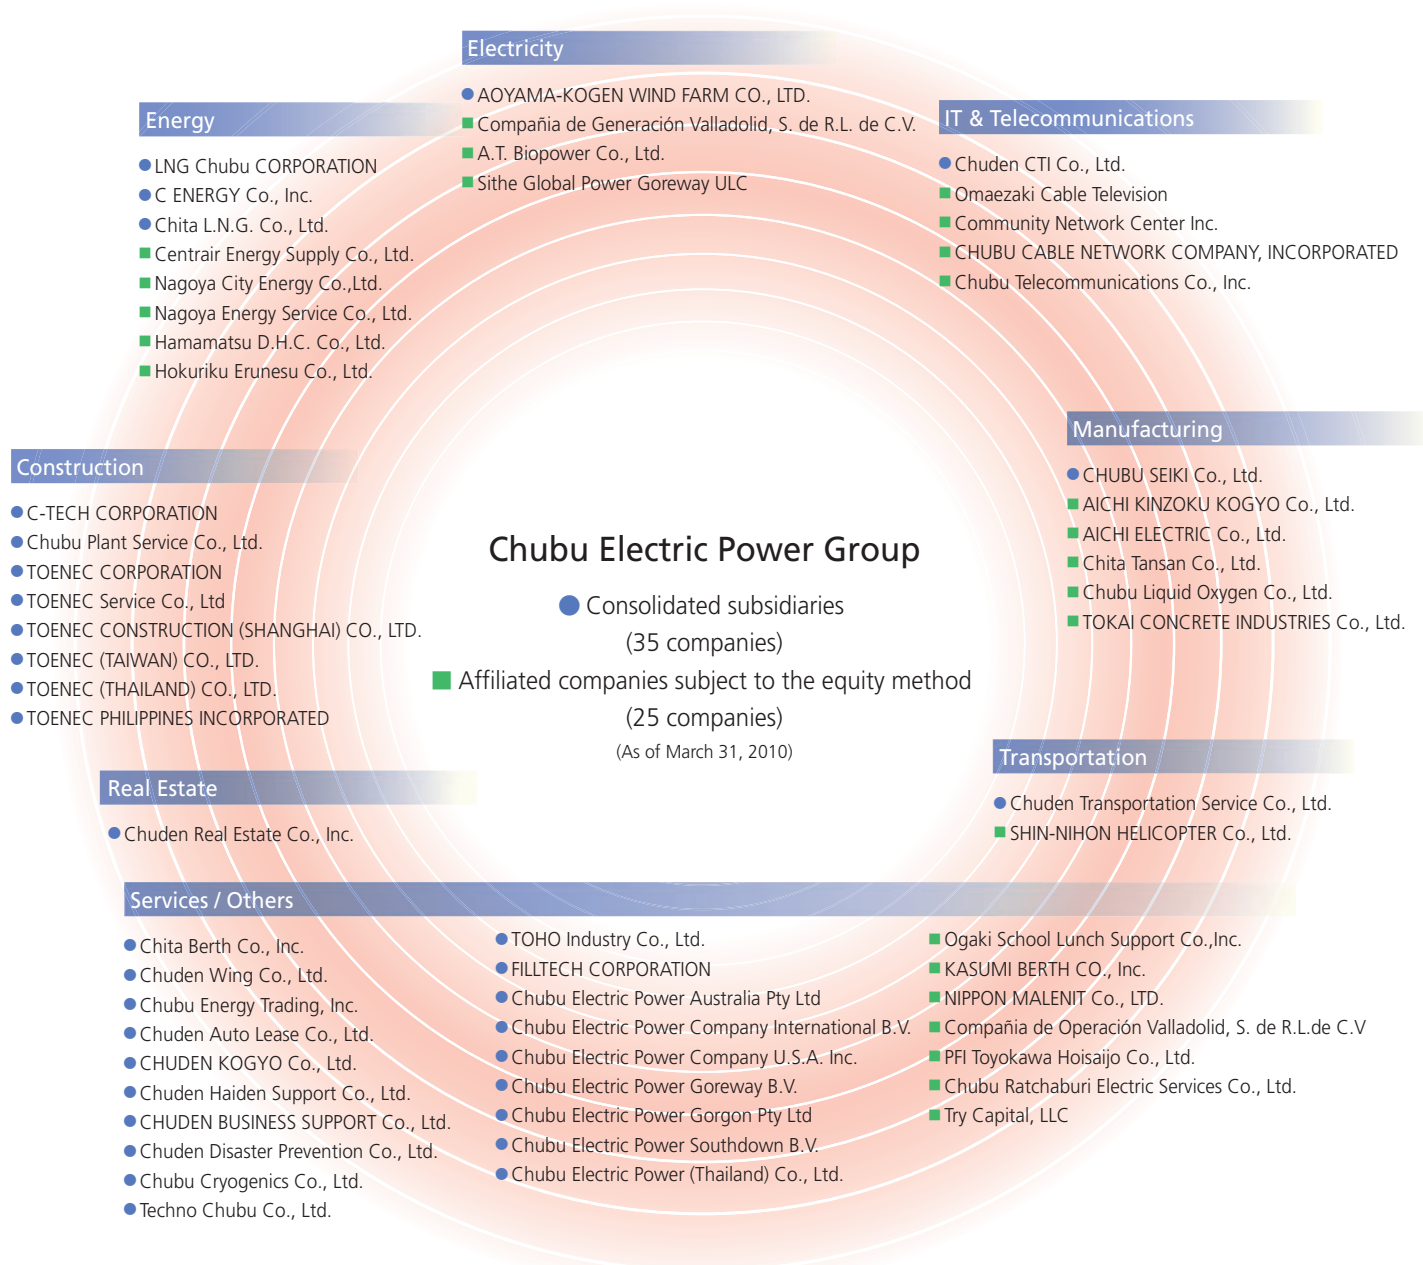 Electricity
AOYAMA-KOGEN WIND FARM CO., LTD.
Compañia de Generación Valladolid, S. de R.L. de C.V.
A.T. Biopower Co., Ltd.
Sithe Global Power Goreway ULC
Energy
LNG Chubu CORPORATION
C ENERGY Co., Inc.
Chita L.N.G. Co., Ltd.
Centrair Energy Supply Co., Ltd.
Nagoya City Energy Co.,Ltd.
Nagoya Energy Service Co., Ltd.
Hamamatsu D.H.C. Co., Ltd.
Hokuriku Erunesu Co., Ltd.
IT & Telecommunications
Chuden CTI Co., Ltd.
Omaezaki Cable Television
Community Network Center Inc.
CHUBU CABLE NETWORK COMPANY, INCORPORATED
Chubu Telecommunications Co., Inc.
Construction
C-TECH CORPORATION
Chubu Plant Service Co., Ltd.
TOENEC CORPORATION
TOENEC Service Co., Ltd
TOENEC CONSTRUCTION (SHANGHAI) CO., LTD.
TOENEC (TAIWAN) CO., LTD.
TOENEC (THAILAND) CO., LTD.
TOENEC PHILIPPINES INCORPORATED
Chubu Electric Power Group
Consolidated subsidiaries
(35 companies)
Affiliated companies subject to the equity method
(25 companies)
(As of March 31, 2010)
Manufacturing
CHUBU SEIKI Co., Ltd.
AICHI KINZOKU KOGYO Co., Ltd.
AICHI ELECTRIC Co., Ltd.
Chita Tansan Co., Ltd.
Chubu Liquid Oxygen Co., Ltd.
TOKAI CONCRETE INDUSTRIES Co., Ltd.
Transportation
Chuden Transportation Service Co., Ltd.
SHIN-NIHON HELICOPTER Co., Ltd.
Real Estate
Chuden Real Estate Co., Inc.
Services / Others
Chita Berth Co., Inc.
Chuden Wing Co., Ltd.
Chubu Energy Trading, Inc.
Chuden Auto Lease Co., Ltd.
CHUDEN KOGYO Co., Ltd.
Chuden Haiden Support Co., Ltd.
CHUDEN BUSINESS SUPPORT Co., Ltd.
Chuden Disaster Prevention Co., Ltd.
Chubu Cryogenics Co., Ltd.
Techno Chubu Co., Ltd.
TOHO Industry Co., Ltd.
FILLTECH CORPORATION
Chubu Electric Power Australia Pty Ltd
Chubu Electric Power Company International B.V.
Chubu Electric Power Company U.S.A. Inc.
Chubu Electric Power Goreway B.V.
Chubu Electric Power Gorgon Pty Ltd
Chubu Electric Power Southdown B.V.
Chubu Electric Power (Thailand) Co., Ltd.
Ogaki School Lunch Support Co.,Inc.
KASUMI BERTH CO., Inc.
NIPPON MALENIT Co., LTD.
Compañia de Operación Valladolid, S. de R.L.de C.V
PFI Toyokawa Hoisaijo Co., Ltd.
Chubu Ratchaburi Electric Services Co., Ltd.
Try Capital, LLC